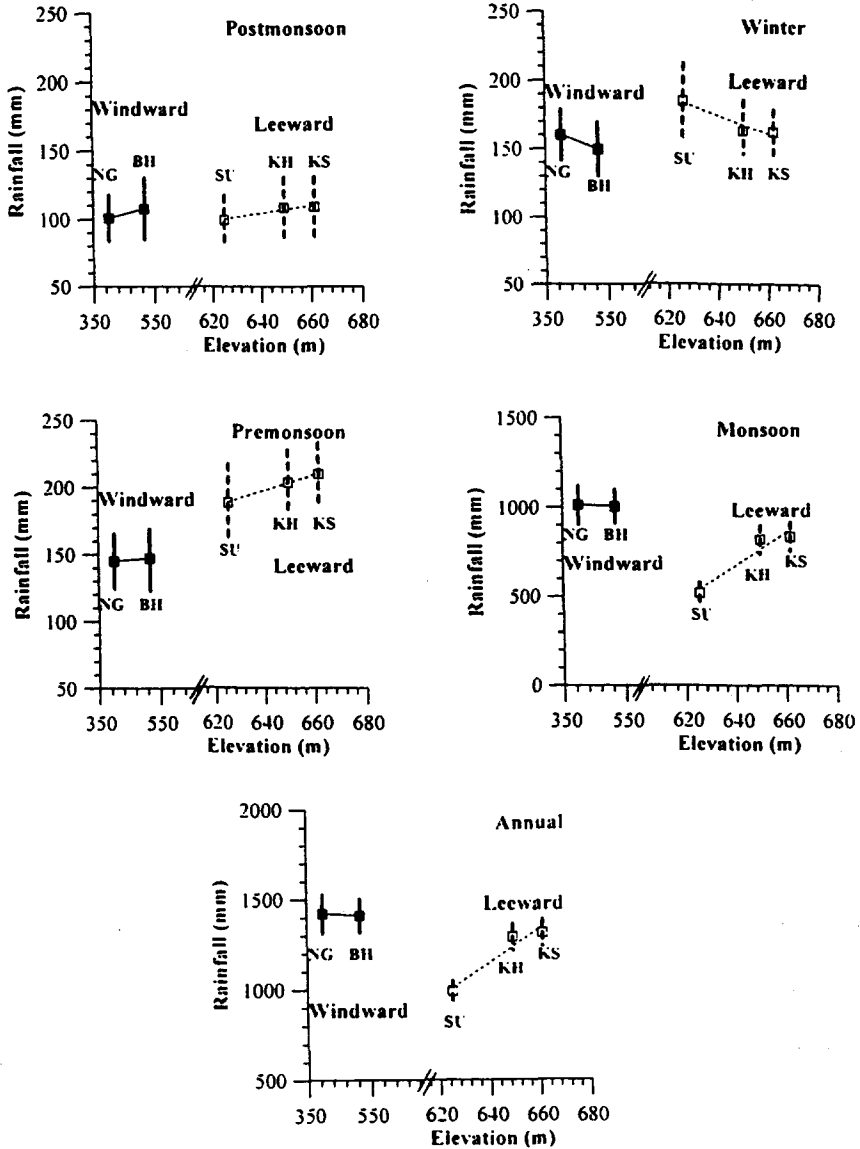 Postmonsoon
250
200
150
100
50
Rainfall (mm)
Windward
Leeward
NG BH SU KH KS
350 550 620 640 660 680
Elevation (m)
Winter
250
200
150
100
50
Rainfall (mm)
Windward
Leeward
NG BH SU KH KS
350 550 620 640 660 680
Elevation (m)
Premonsoon
250
200
150
100
50
Rainfall (mm)
Windward
Leeward
NG BH SU KH KS
350 550 620 640 660 680
Elevation (m)
Monsoon
1500
1000
500
0
Rainfall (mm)
Leeward
Windward
NG BH SU KH KS
350 550 620 640 660 680
Elevation (m)
Annual
2000
1500
1000
500
Rainfall (mm)
Leeward
Windward
NG BH SU KH KS
350 550 620 640 660 680
Elevation (m)